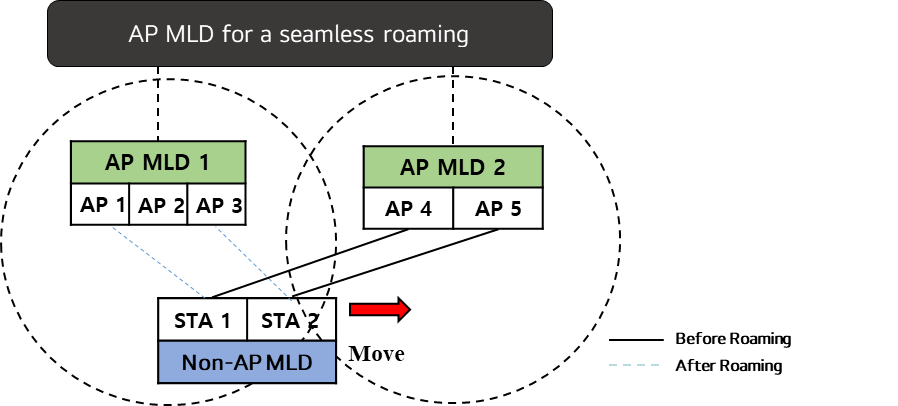 AP MLD for a seamless roaming
AP MLD 1
AP 1 AP 2 AP 3
AP MLD 2
AP 4 AP 5
STA 1 STA 2
Non-AP MLD
Move
Before Roaming
After Roaming